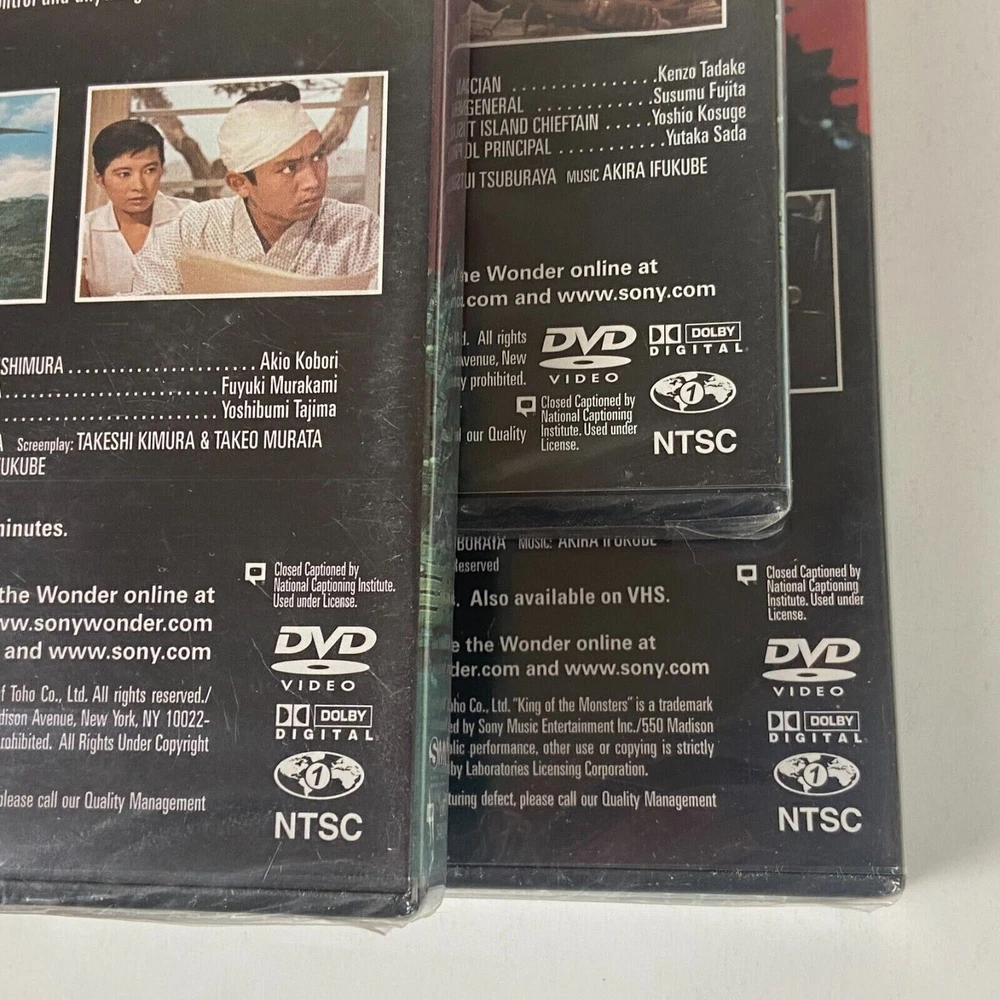 Kenzo Tadake
GENERAL Susumu Fujita
ISLAND CHIEFTAIN Yoshio Kosuge
PRINCIPAL Yutaka Sada
TSUBURAYA MUSIC AKIRA IFUKUBE
Wonder online at
.com and www.sony.com
All rights
New
prohibited.
our Quality
DVD
VIDEO
DOLBY
DIGITAL
Closed Captioned by
National Captioning
Institute. Used under
License.
1
NTSC
Akio Kobori
Fuyuki Murakami
Yoshibumi Tajima
Screenplay: TAKESHI KIMURA & TAKEO MURATA
minutes.
the Wonder online at
www.sonywonder.com
and www.sony.com
Toho Co., Ltd. All rights reserved./
Madison Avenue, New York, NY 10022-
prohibited. All Rights Under Copyright
please call our Quality Management
Closed Captioned by
National Captioning Institute.
Used under License.
DVD
VIDEO
DOLBY
DIGITAL
1
NTSC
MUSIC: AKIRA IFUKUBE
Reserved
Also available on VHS.
the Wonder online at
der.com and www.sony.com
Toho Co., Ltd. "King of the Monsters" is a trademark
by Sony Music Entertainment Inc./550 Madison
public performance, other use or copying is strictly
by Laboratories Licensing Corporation.
turing defect, please call our Quality Management
Closed Captioned by
National Captioning
Institute. Used under
License.
DVD
VIDEO
DOLBY
DIGITAL
1
NTSC